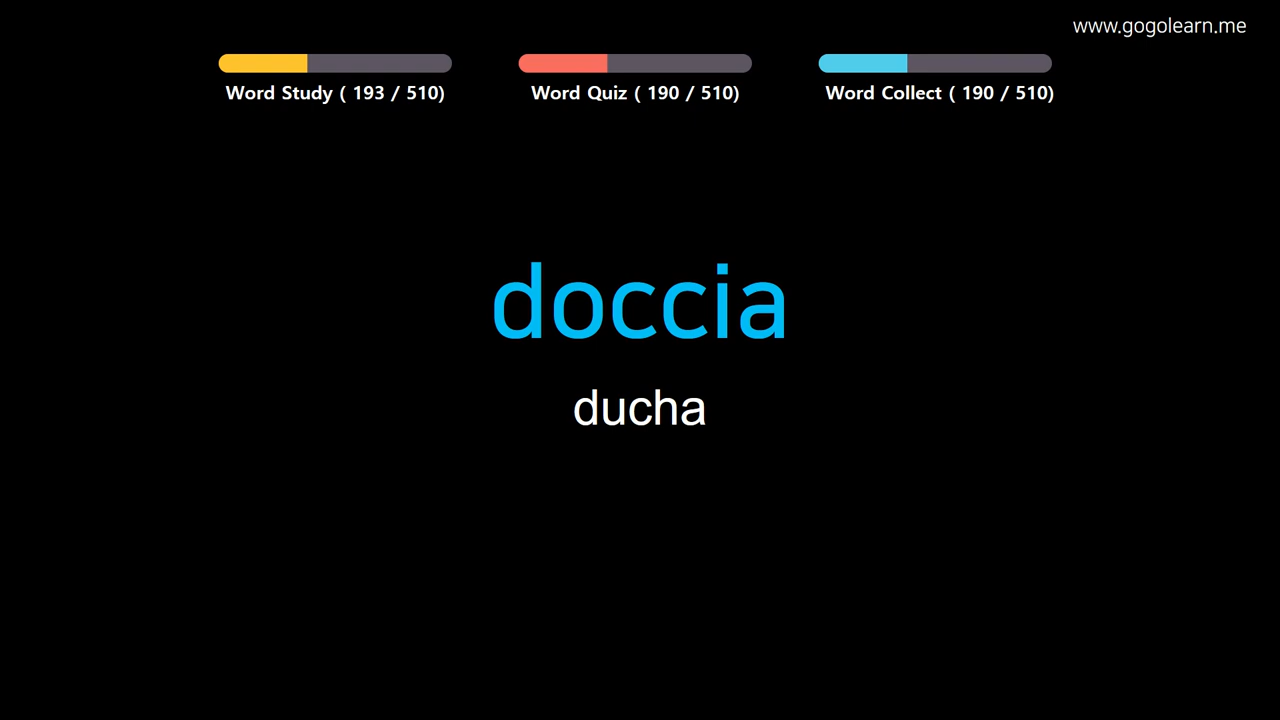 www.gogolearn.me
Word Study ( 193 / 510)
Word Quiz ( 190 / 510)
Word Collect ( 190 / 510)
doccia
ducha